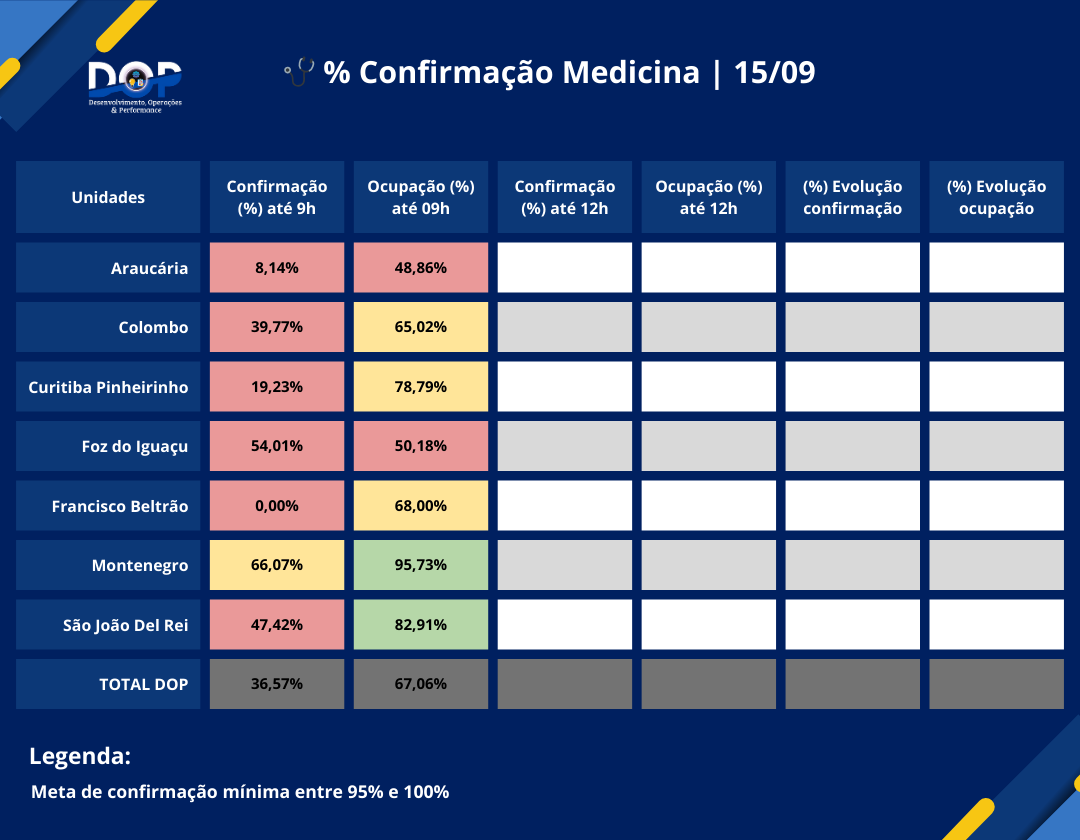 DOP
Desenvolvimento, Operações
& Performance
% Confirmação Medicina | 15/09
Unidades
Confirmação
(%) até 9h
Ocupação (%)
até 09h
Confirmação
(%) até 12h
Ocupação (%)
até 12h
(%) Evolução
confirmação
(%) Evolução
ocupação
Araucária 8,14% 48,86%
Colombo 39,77% 65,02%
Curitiba Pinheirinho 19,23% 78,79%
Foz do Iguaçu 54,01% 50,18%
Francisco Beltrão 0,00% 68,00%
Montenegro 66,07% 95,73%
São João Del Rei 47,42% 82,91%
TOTAL DOP 36,57% 67,06%
Legenda:
Meta de confirmação mínima entre 95% e 100%